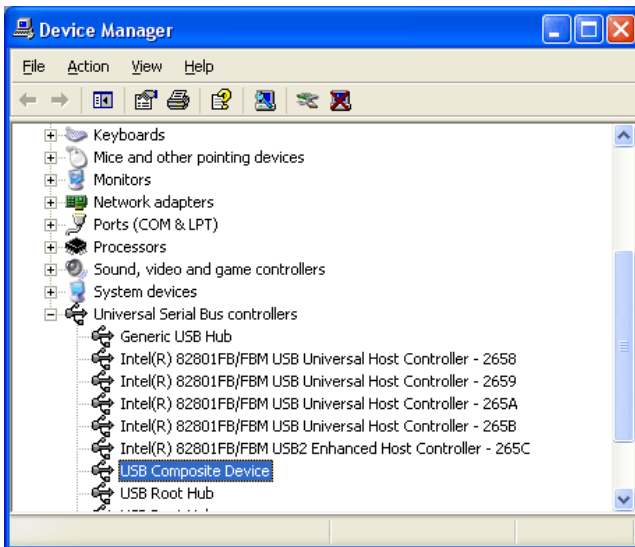 Device Manager
File Action View Help
Keyboards
Mice and other pointing devices
Monitors
Network adapters
Ports (COM & LPT)
Processors
Sound, video and game controllers
System devices
Universal Serial Bus controllers
Generic USB Hub
Intel(R) 82801FB/FBM USB Universal Host Controller - 2658
Intel(R) 82801FB/FBM USB Universal Host Controller - 2659
Intel(R) 82801FB/FBM USB Universal Host Controller - 265A
Intel(R) 82801FB/FBM USB Universal Host Controller - 265B
Intel(R) 82801FB/FBM USB2 Enhanced Host Controller - 265C
USB Composite Device
USB Root Hub